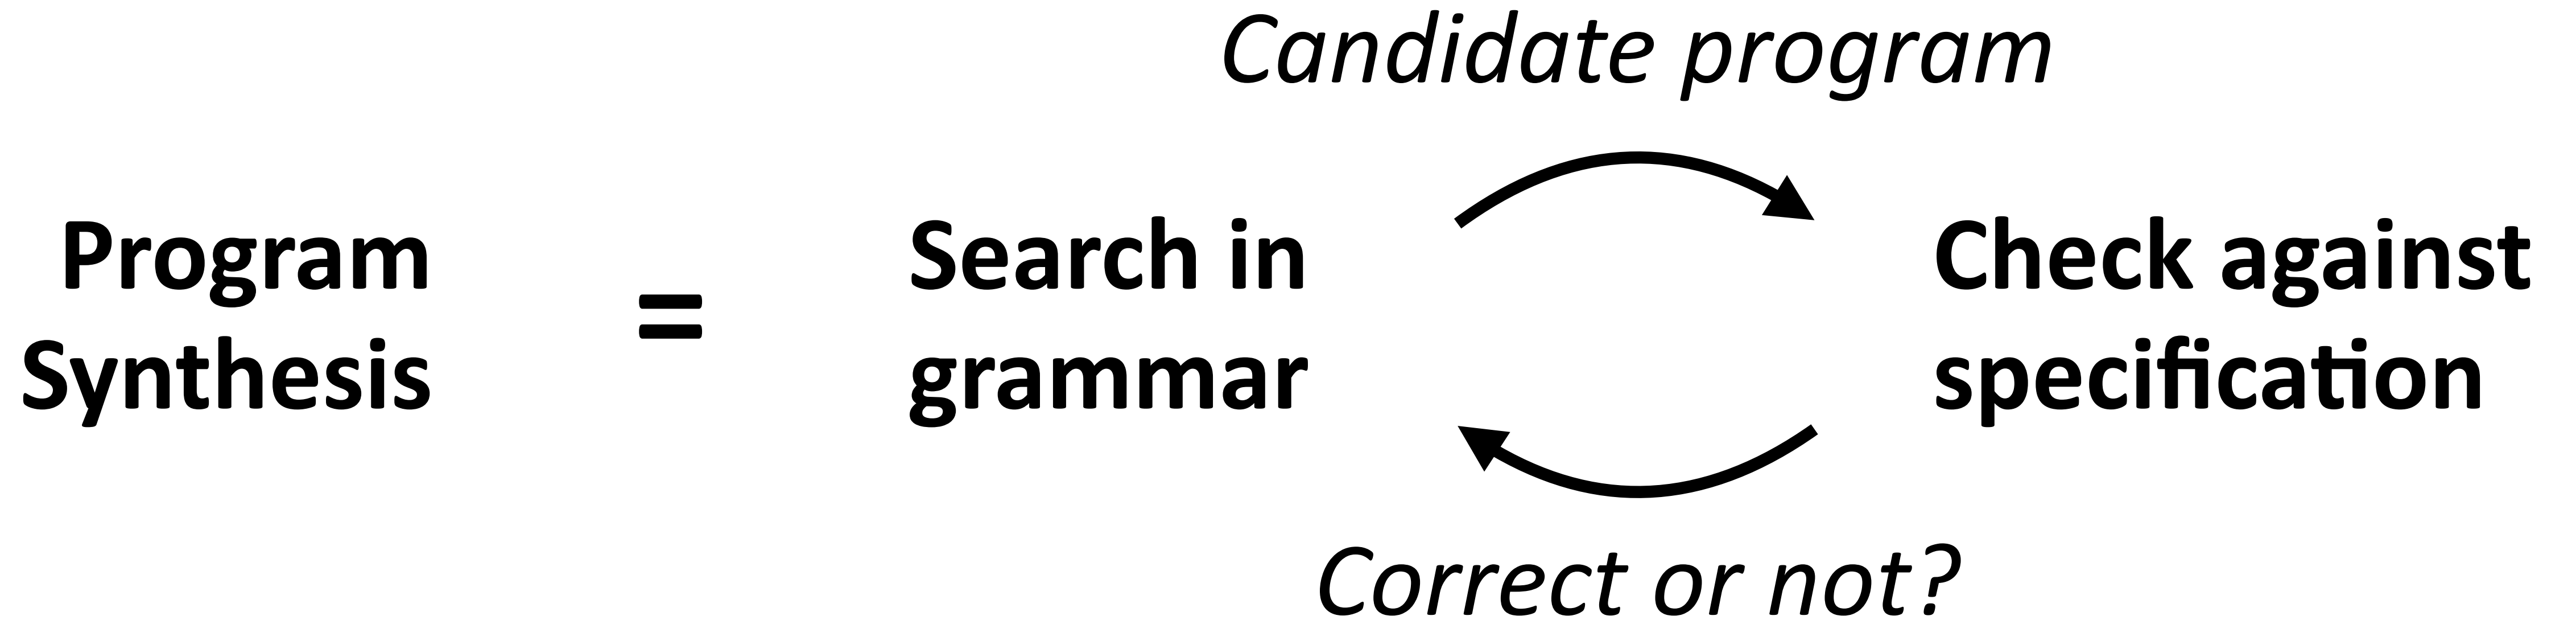 Candidate program
Program
Synthesis
=
Search in
grammar
Check against
specification
Correct or not?